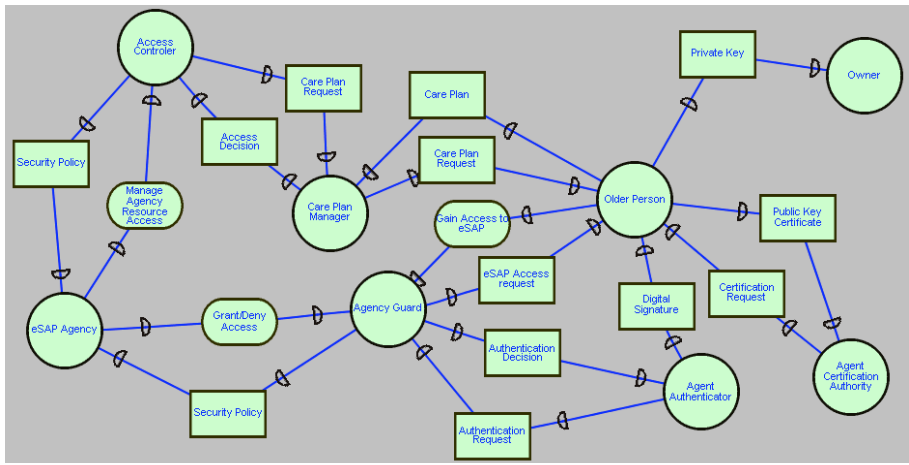 Access
Controler
Private Key
Owner
Care Plan
Request
Care Plan
Access
Decision
Care Plan
Request
Security Policy
Manage
Agency
Resource
Access
Care Plan
Manager
Older Person
Gain Access to
eSAP
Public Key
Certificate
eSAP Access
request
Digital
Signature
Certification
Request
eSAP Agency
Grant/Deny
Access
Agency Guard
Authentication
Decision
Agent
Authenticator
Agent
Certification
Authority
Security Policy
Authentication
Request